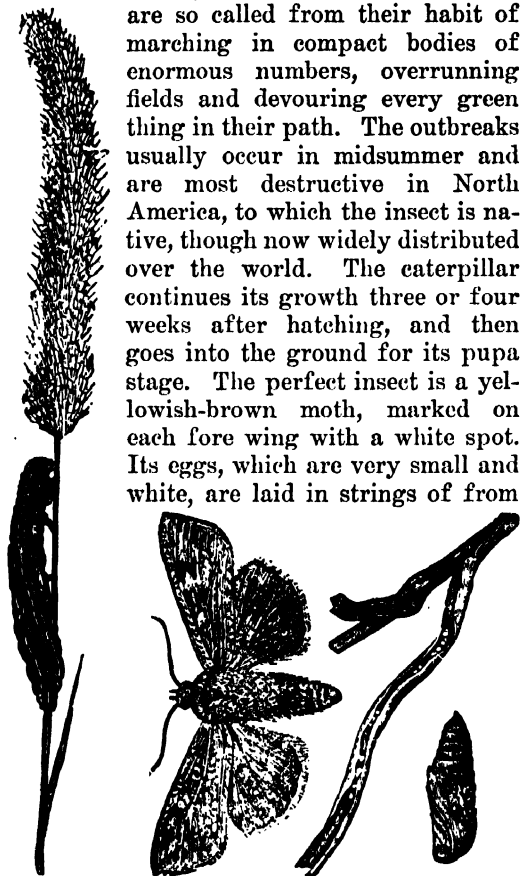 are so called from their habit of
marching in compact bodies of
enormous numbers, overrunning
fields and devouring every green
thing in their path. The outbreaks
usually occur in midsummer and
are most destructive in North
America, to which the insect is na-
tive, though now widely distributed
over the world. The caterpillar
continues its growth three or four
weeks after hatching, and then
goes into the ground for its pupa
stage. The perfect insect is a yel-
lowish-brown moth, marked on
each fore wing with a white spot.
Its eggs, which are very small and
white, are laid in strings of from